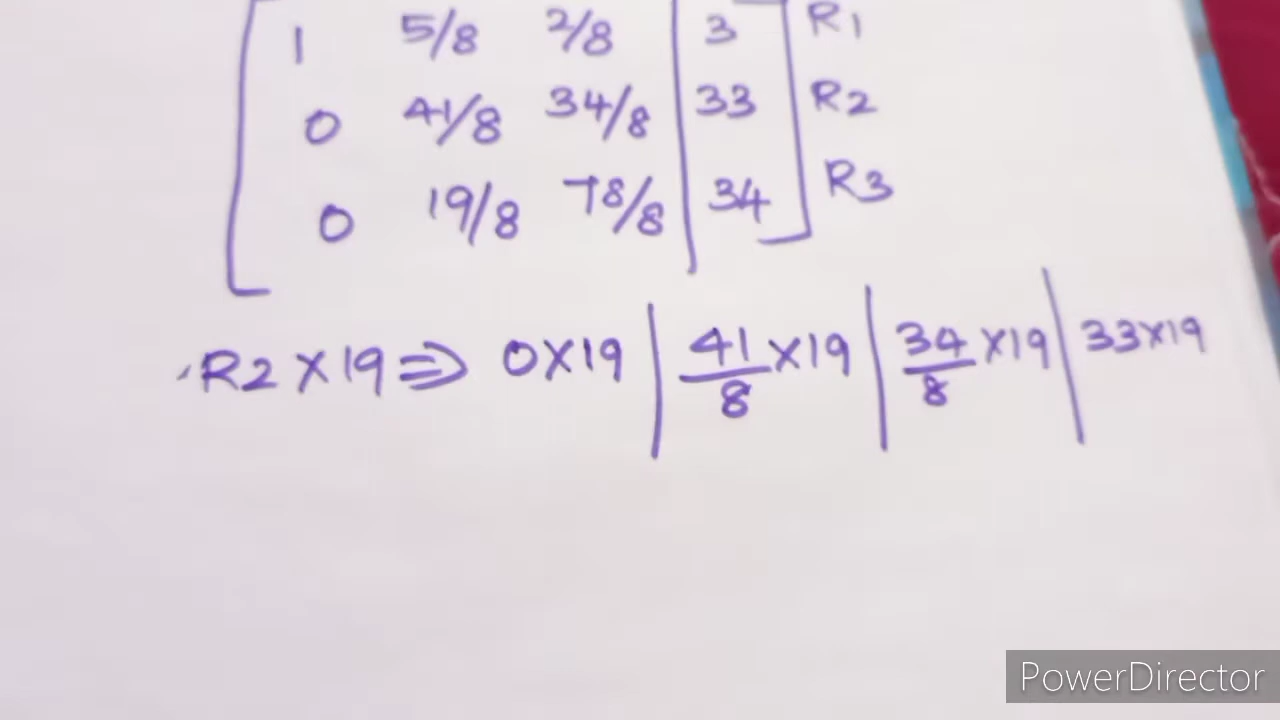 1 5/8 2/8 3 R1
0 41/8 34/8 33 R2
0 19/8 78/8 34 R3
R2 X 19 ⇒ 0X19 | 41/8 X19 | 34/8 X19 | 33X19
PowerDirector